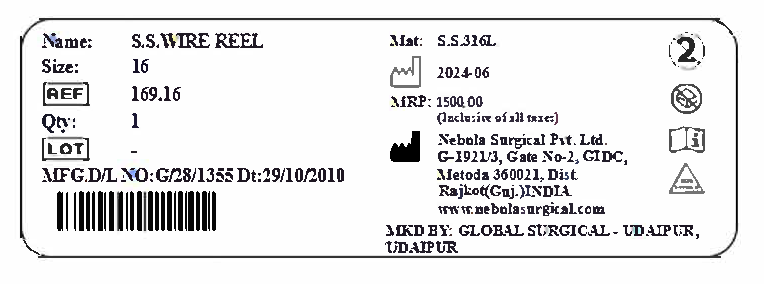 Name: S.S.WIRE REEL
Size: 16
REF 169.16
Qty: 1
LOT -
MFG.D/L NO:G/28/1355 Dt:29/10/2010
Mat: S.S.316L
2024-06
MRP: 1500.00
(Inclusive of all taxes)
Nebula Surgical Pvt. Ltd.
G-1921/3, Gate No-2, GIDC,
Metoda 360021, Dist.
Rajkot(Guj.)INDIA
www.nebulasurgical.com
MKD BY: GLOBAL SURGICAL - UDAIPUR,
UDAIPUR
2